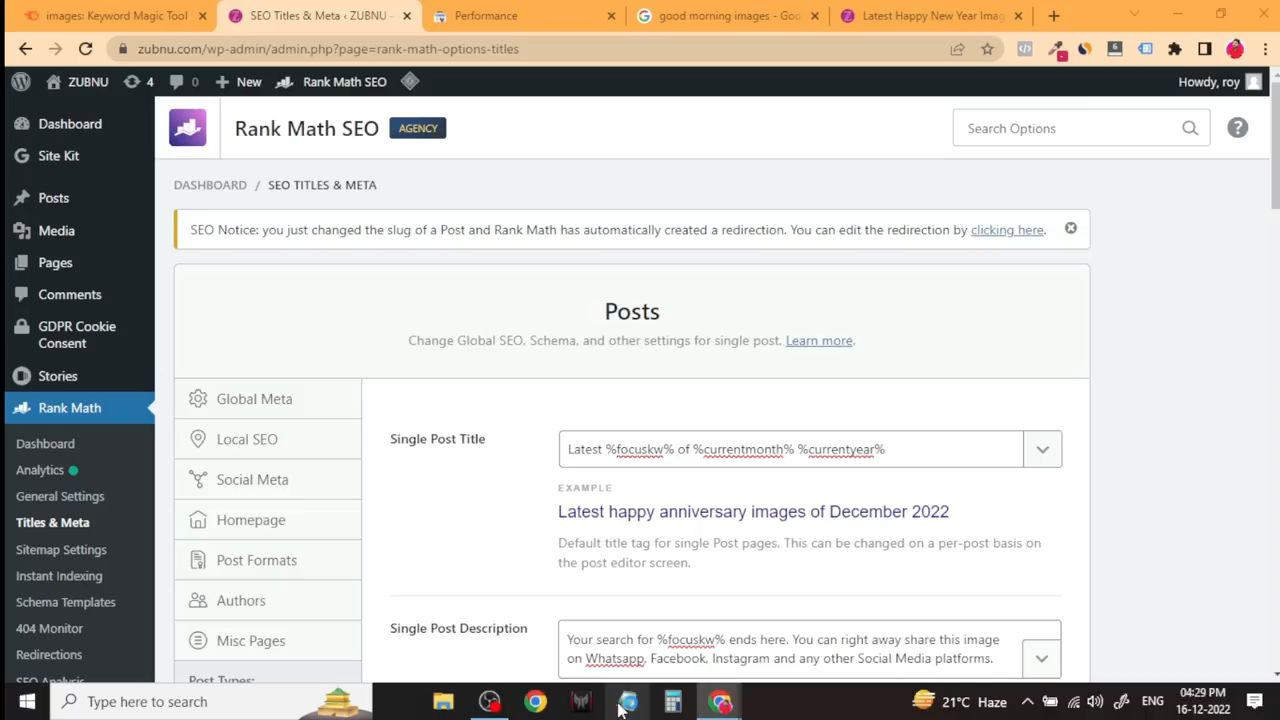 images: Keyword Magic Tool
SEO Titles & Meta ‹ ZUBNU -
Performance
good morning images - Goo
Latest Happy New Year Imag
zubnu.com/wp-admin/admin.php?page=rank-math-options-titles
6
ZUBNU
4
0
New
Rank Math SEO
Howdy, roy
Dashboard
Site Kit
Posts
Media
Pages
Comments
GDPR Cookie
Consent
Stories
Rank Math
Dashboard
Analytics
General Settings
Titles & Meta
Sitemap Settings
Instant Indexing
Schema Templates
404 Monitor
Redirections
SEO Analysis
Rank Math SEO
AGENCY
Search Options
DASHBOARD / SEO TITLES & META
SEO Notice: you just changed the slug of a Post and Rank Math has automatically created a redirection. You can edit the redirection by clicking here.
Posts
Change Global SEO, Schema, and other settings for single post. Learn more.
Global Meta
Local SEO
Social Meta
Homepage
Post Formats
Authors
Misc Pages
Post Types:
Single Post Title
Latest %focuskw% of %currentmonth% %currentyear%
EXAMPLE
Latest happy anniversary images of December 2022
Default title tag for single Post pages. This can be changed on a per-post basis on
the post editor screen.
Single Post Description
Your search for %focuskw% ends here. You can right away share this image
on Whatsapp, Facebook, Instagram and any other Social Media platforms.
Type here to search
21°C Haze
ENG
04:29 PM
16-12-2022